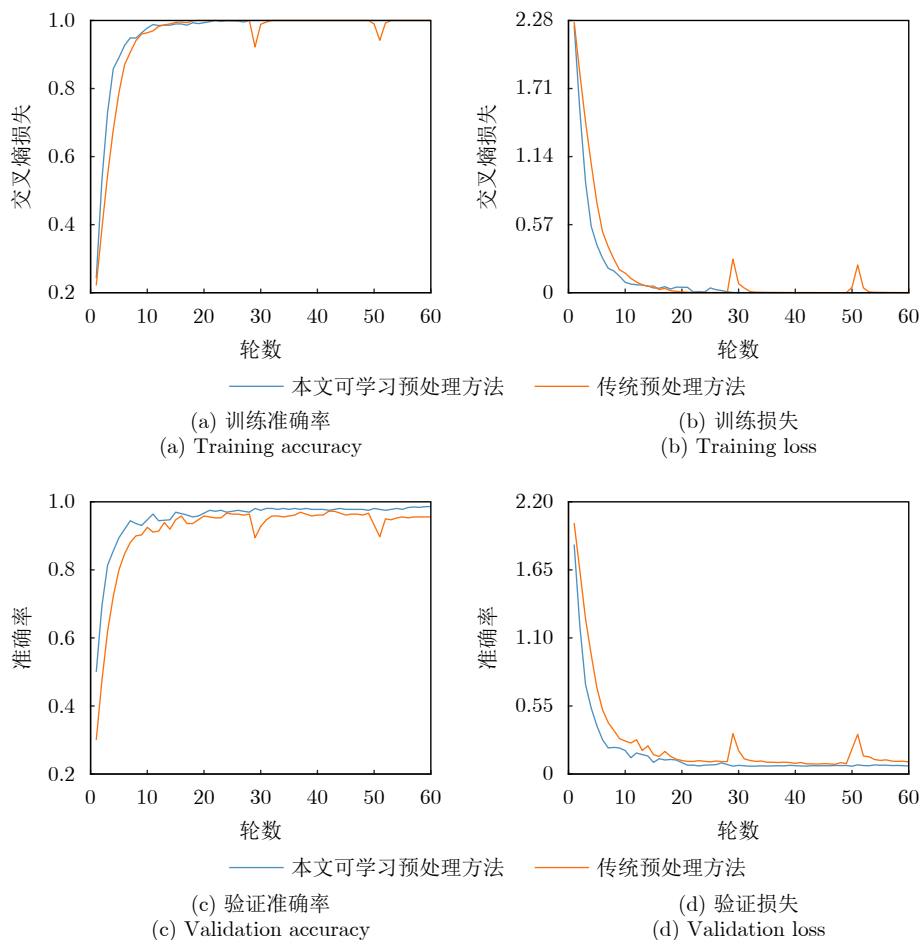 1.0
0.8
0.6
0.4
0.2
交叉熵损失
0 10 20 30 40 50 60
轮数
2.28
1.71
1.14
0.57
0
交叉熵损失
0 10 20 30 40 50 60
轮数
本文可学习预处理方法 传统预处理方法
(a) 训练准确率
(a) Training accuracy
(b) 训练损失
(b) Training loss
1.0
0.8
0.6
0.4
0.2
准确率
0 10 20 30 40 50 60
轮数
2.20
1.65
1.10
0.55
0
准确率
0 10 20 30 40 50 60
轮数
本文可学习预处理方法 传统预处理方法
(c) 验证准确率
(c) Validation accuracy
(d) 验证损失
(d) Validation loss